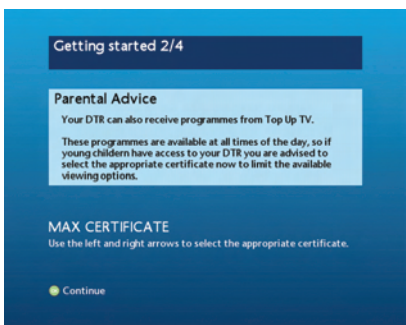 Getting started 2/4
Parental Advice
Your DTR can also receive programmes from Top Up TV.
These programmes are available at all times of the day, so if
young childern have access to your DTR you are advised to
select the appropriate certificate now to limit the available
viewing options.
MAX CERTIFICATE
Use the left and right arrows to select the appropriate certificate.
Continue